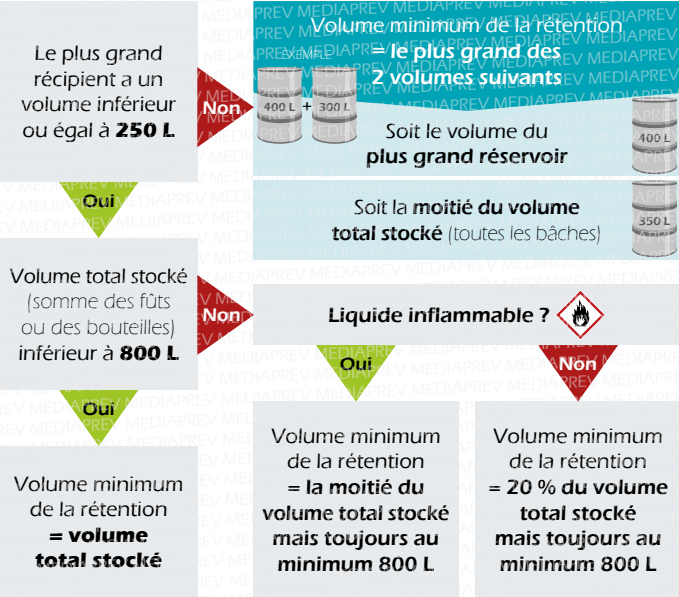 Le plus grand
récipient a un
volume inférieur
ou égal à 250 L
Non
Volume minimum de la rétention
= le plus grand des
2 volumes suivants
EXEMPLE
400 L + 300 L
Soit le volume du
plus grand réservoir
400 L
Soit la moitié du volume
total stocké (toutes les bâches)
350 L
Oui
Volume total stocké
(somme des fûts
ou des bouteilles)
inférieur à 800 L
Non
Liquide inflammable ?
Oui
Non
Oui
Volume minimum
de la rétention
= volume
total stocké
Volume minimum
de la rétention
= la moitié du
volume total stocké
mais toujours au
minimum 800 L
Volume minimum
de la rétention
= 20 % du volume
total stocké
mais toujours au
minimum 800 L
MEDIAPREV